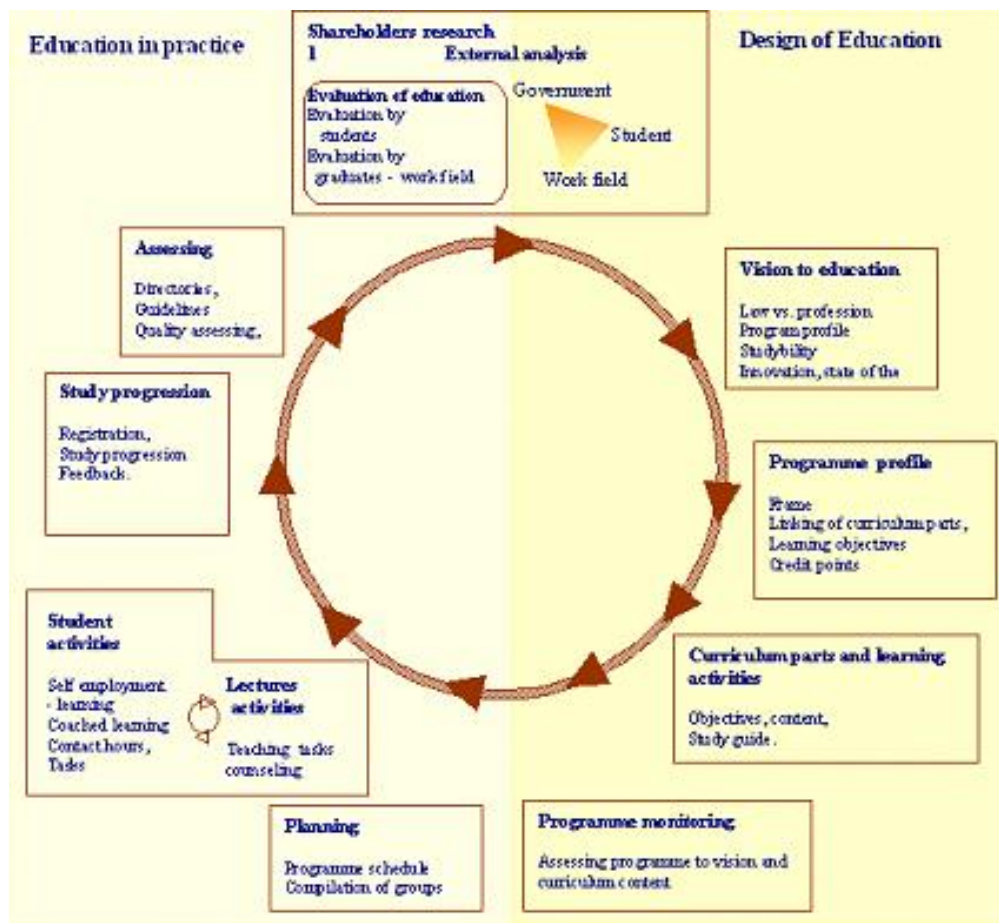 Education in practice
Shareholders research
1 External analysis
Design of Education
Evaluation of education
Evaluation by
students
Evaluation by
graduates - work field
Government
Student
Work field
Assessing
Directories,
Guidelines
Quality assessing,
Vision to education
Law vs. profession
Program profile
Studybility
Innovation, state of the
Study progression
Registration,
Study progression
Feedback.
Programme profile
Frame
Linking of curriculum parts,
Learning objectives
Credit points
Student
activities
Self employment
- learning
Coached learning
Contact hours,
Tasks
Lectures
activities
Teaching tasks
counseling
Curriculum parts and learning
activities
Objectives, content,
Study guide.
Planning
Programme schedule
Compilation of groups
Programme monitoring
Assessing programme to vision and
curriculum content